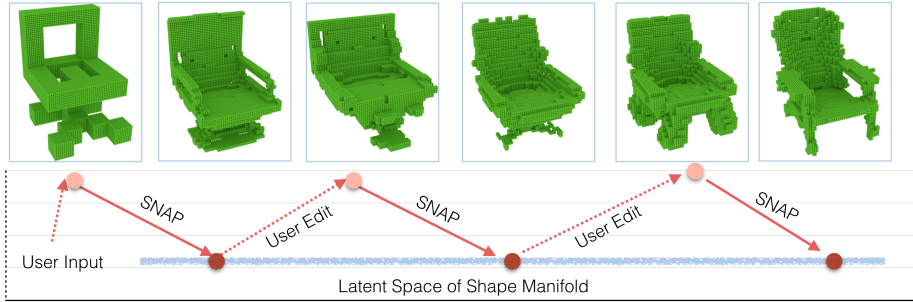 SNAP
User Edit
SNAP
User Edit
SNAP
User Input
Latent Space of Shape Manifold